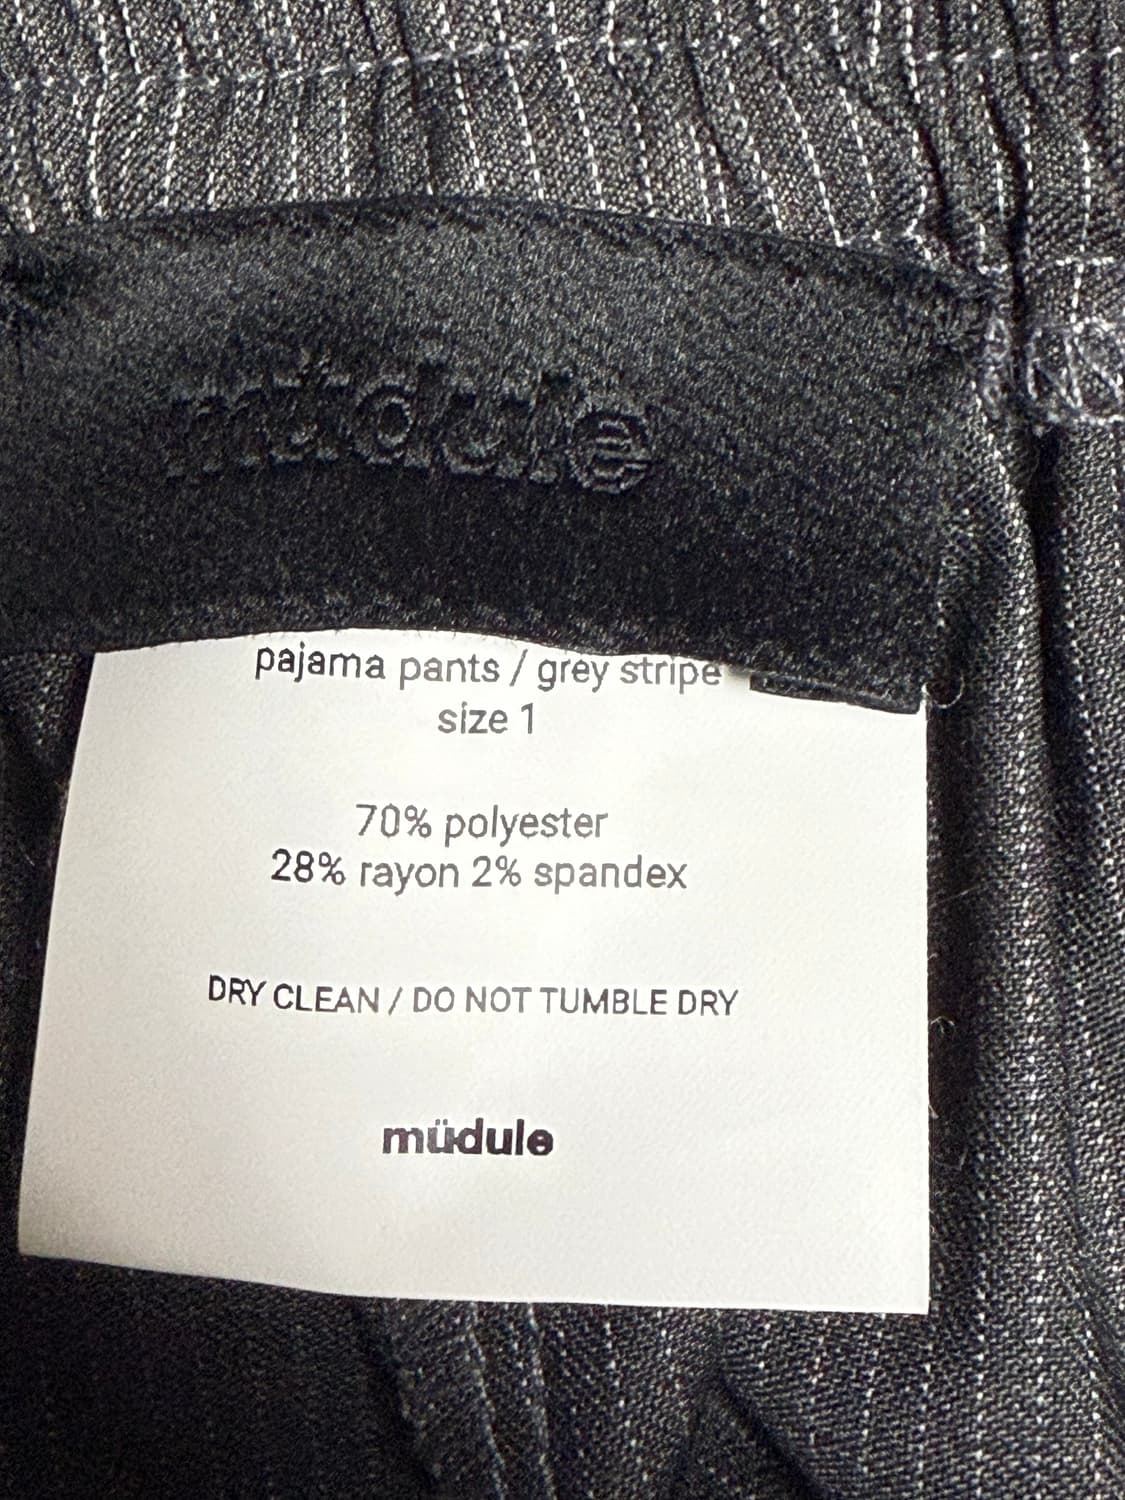 müdule
pajama pants / grey stripe
size 1
70% polyester
28% rayon 2% spandex
DRY CLEAN / DO NOT TUMBLE DRY
müdule